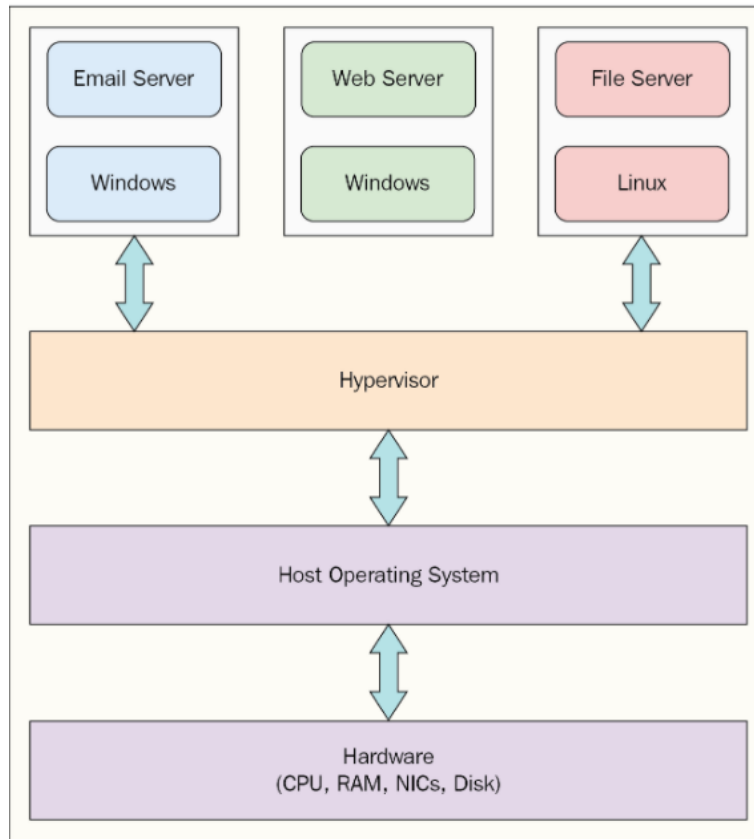 Email Server
Web Server
File Server
Windows
Windows
Linux
Hypervisor
Host Operating System
Hardware
(CPU, RAM, NICs, Disk)